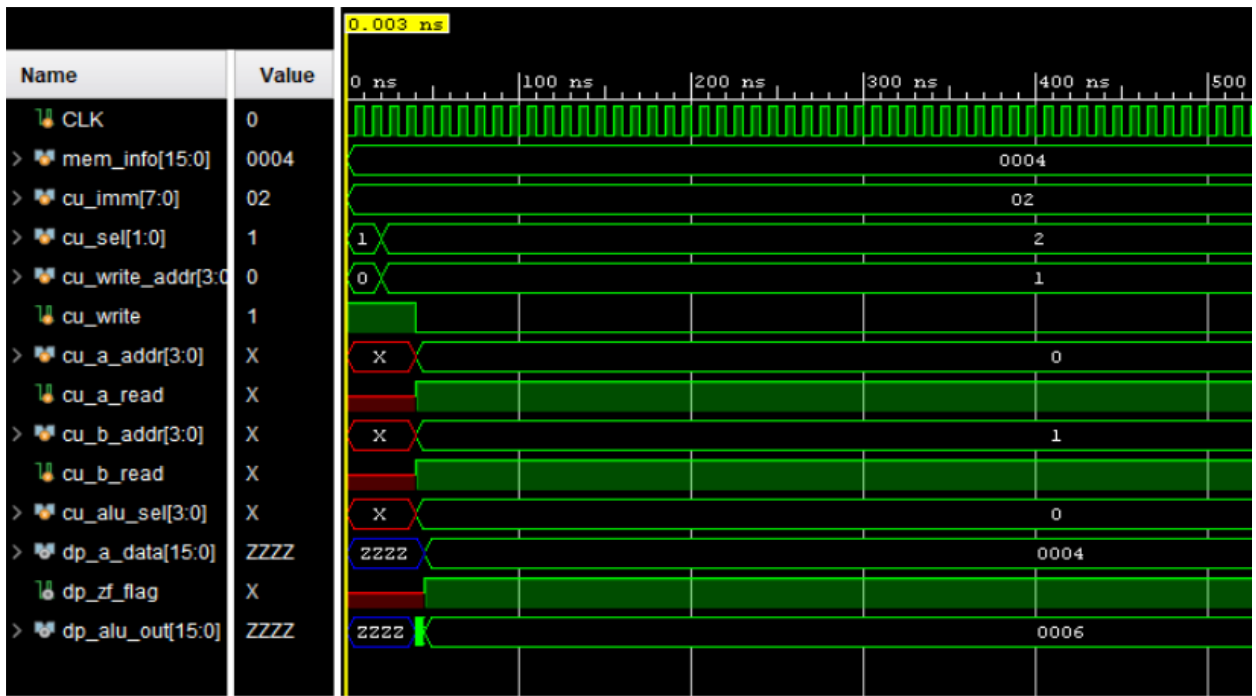 0.003 ns
Name Value 0 ns 100 ns 200 ns 300 ns 400 ns 500
CLK 0
mem_info[15:0] 0004 0004
cu_imm[7:0] 02 02
cu_sel[1:0] 1 1 2
cu_write_addr[3:0 0 0 1
cu_write 1
cu_a_addr[3:0] X X 0
cu_a_read X
cu_b_addr[3:0] X X 1
cu_b_read X
cu_alu_sel[3:0] X X 0
dp_a_data[15:0] ZZZZ ZZZZ 0004
dp_zf_flag X
dp_alu_out[15:0] ZZZZ ZZZZ 0006